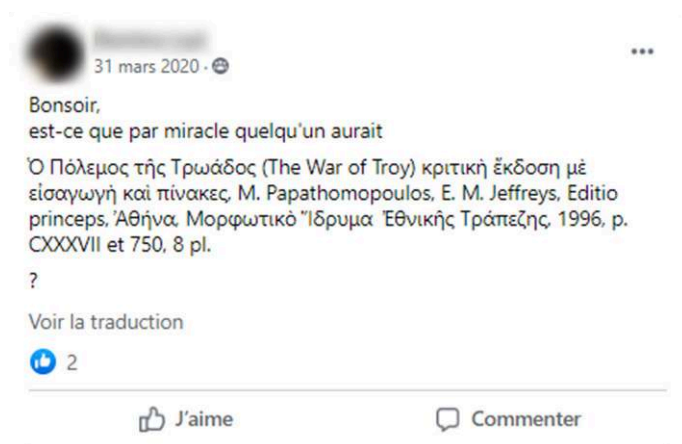 31 mars 2020 ·
Bonsoir,
est-ce que par miracle quelqu'un aurait
Ὁ Πόλεμος τῆς Τρωάδος (The War of Troy) κριτικὴ ἔκδοση μὲ
εἰσαγωγὴ καὶ πίνακες, M. Papathomopoulos, E. M. Jeffreys, Editio
princeps, Ἀθήνα, Μορφωτικὸ Ἵδρυμα Ἐθνικῆς Τράπεζης, 1996, p.
CXXXVII et 750, 8 pl.
?
Voir la traduction
2
J'aime Commenter